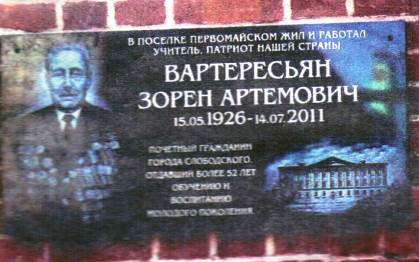 В ПОСЕЛКЕ ПЕРВОМАЙСКОМ ЖИЛ И РАБОТАЛ
УЧИТЕЛЬ, ПАТРИОТ НАШЕЙ СТРАНЫ
ВАРТЕРЕСЬЯН
ЗОРЕН АРТЕМОВИЧ
15.05.1926-14.07.2011
ПОЧЕТНЫЙ ГРАЖДАНИН
ГОРОДА СЛОБОДСКОГО,
ОТДАВШИЙ БОЛЕЕ 52 ЛЕТ
ОБУЧЕНИЮ И
ВОСПИТАНИЮ
МОЛОДОГО ПОКОЛЕНИЯ